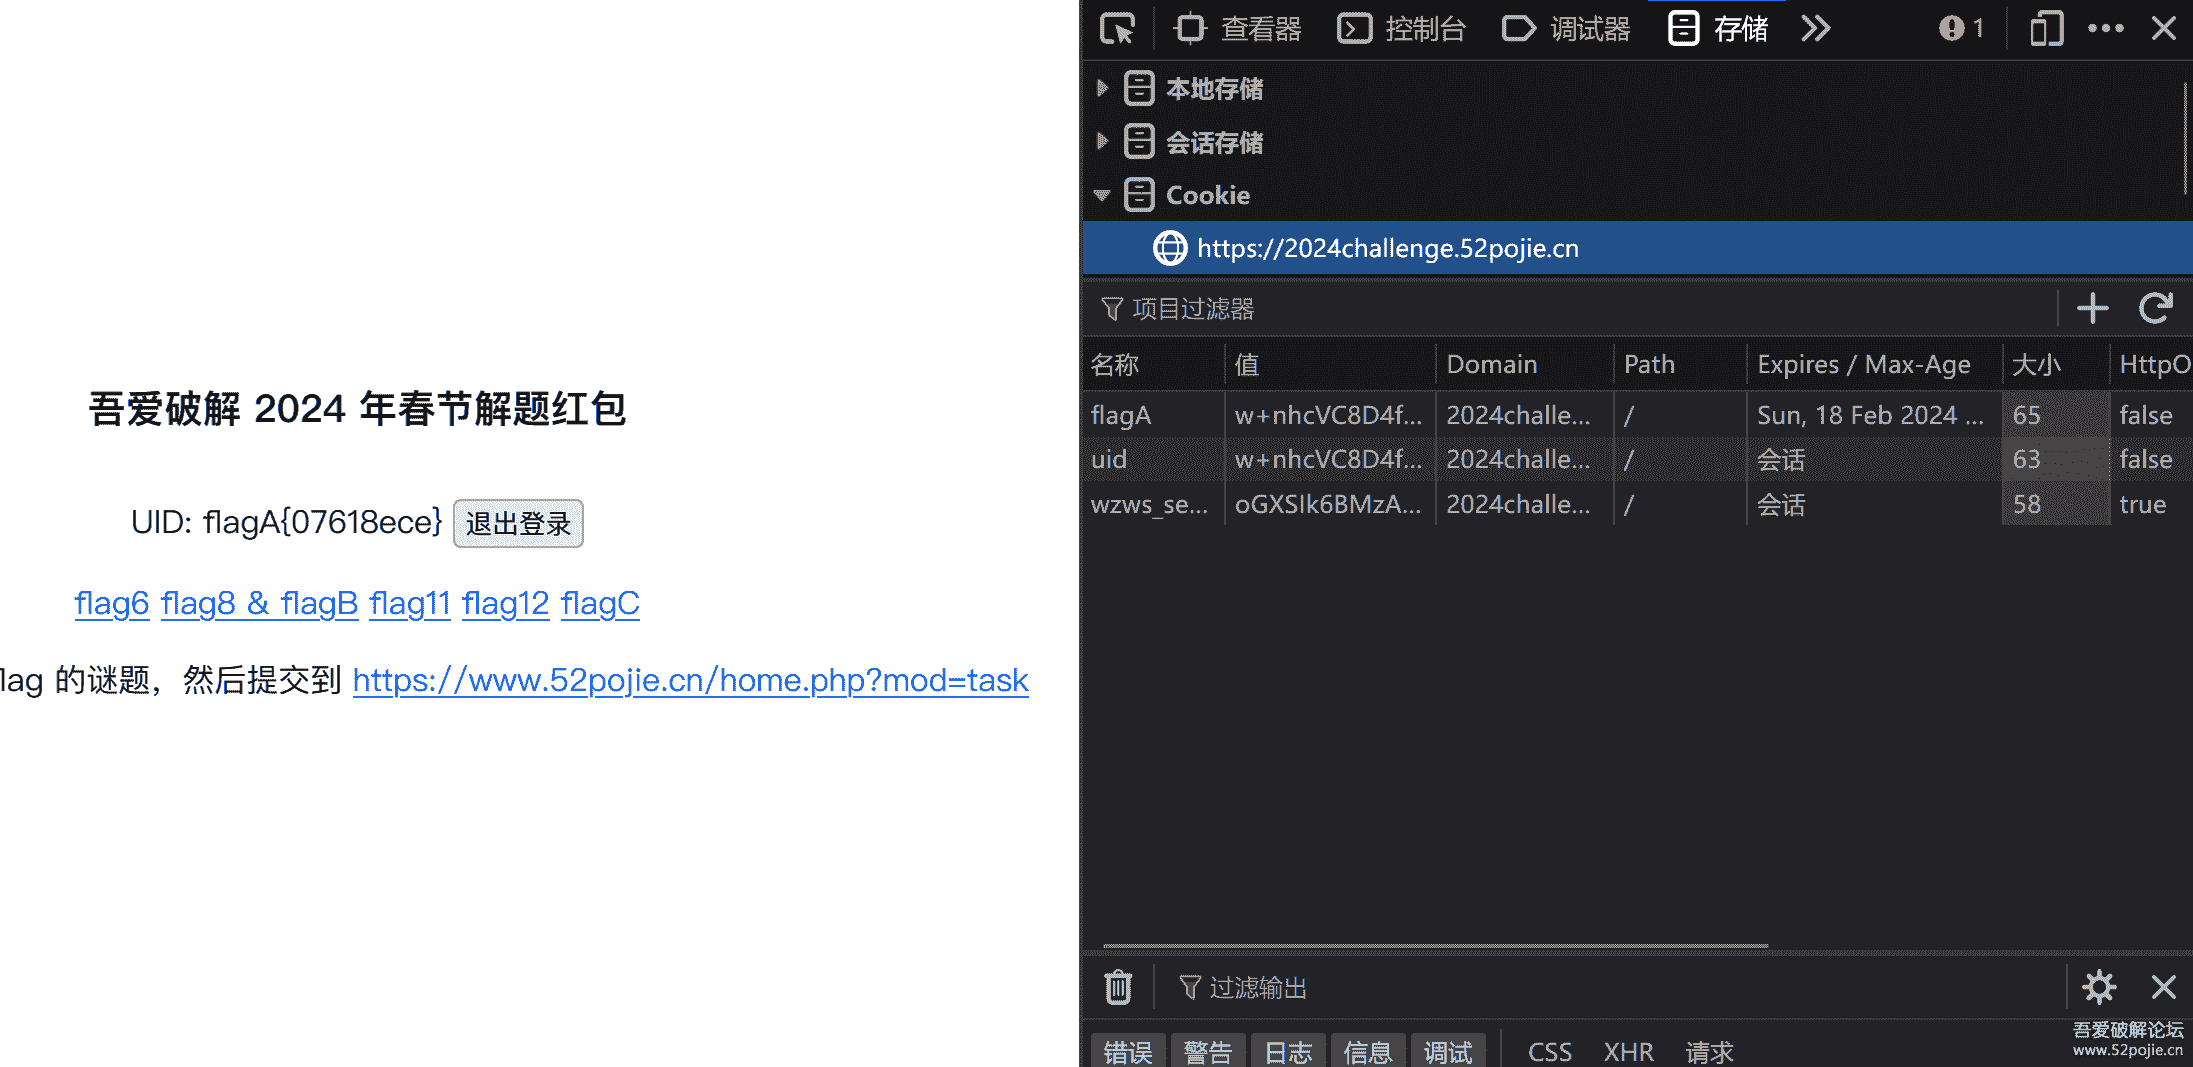 吾爱破解 2024 年春节解题红包
UID: flagA{07618ece} 退出登录
flag6 flag8 & flagB flag11 flag12 flagC
lag 的谜题，然后提交到 https://www.52pojie.cn/home.php?mod=task
查看器 控制台 调试器 存储 1
本地存储
会话存储
Cookie
https://2024challenge.52pojie.cn
项目过滤器
名称 值 Domain Path Expires / Max-Age 大小 HttpO
flagA w+nhcVC8D4f... 2024challe... / Sun, 18 Feb 2024 ... 65 false
uid w+nhcVC8D4f... 2024challe... / 会话 63 false
wzws_se... oGXSIk6BMzA... 2024challe... / 会话 58 true
过滤输出
错误 警告 日志 信息 调试 CSS XHR 请求
吾爱破解论坛
www.52pojie.cn